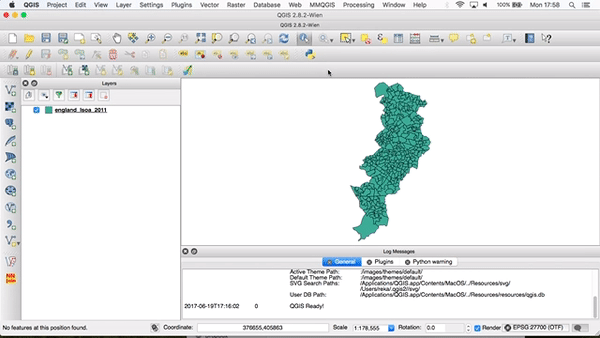 QGIS Project Edit View Layer Settings Plugins Vector Raster Database Web MMQGIS Processing Window Help 100% Mon 17:58
QGIS 2.8.2-Wien
QGIS 2.8.2-Wien
Layers
england_lsoa_2011
Log Messages
General Plugins Python warning
Active Theme Path: :/images/themes/default/
Default Theme Path: :/images/themes/default/
SVG Search Paths: /Applications/QGIS.app/Contents/MacOS/../Resources/svg/
/Users/reka/.qgis2//svg/
User DB Path: /Applications/QGIS.app/Contents/MacOS/../Resources/resources/qgis.db
2017-06-19T17:16:02 0 QGIS Ready!
No features at this position found. Coordinate: 376655,405863 Scale 1:178,555 Rotation: 0.0 Render EPSG:27700 (OTF)